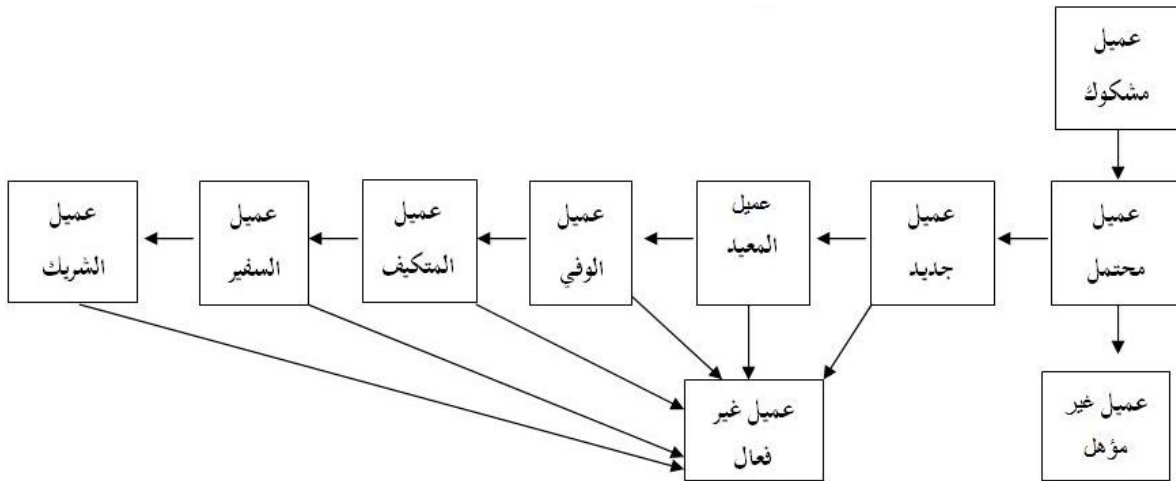 عميل
مشكوك
عميل
محتمل
عميل
جديد
عميل
المعيد
عميل
الوفي
عميل
المتكيف
عميل
السفير
عميل
الشريك
عميل غير
مؤهل
عميل غير
فعال